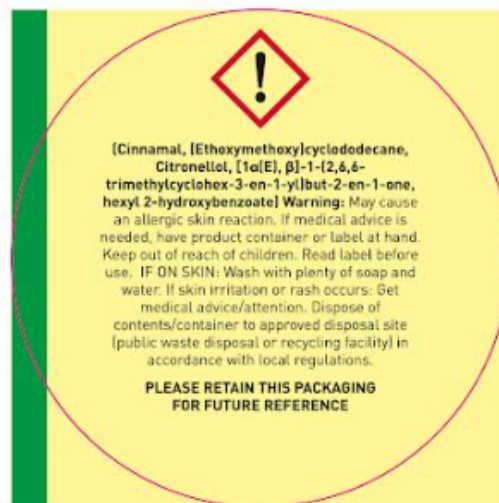 (Cinnamal, (Ethoxymethoxy)cyclododecane,
Citronellol, [1α(E), β]-1-(2,6,6-
trimethylcyclohex-3-en-1-yl)but-2-en-1-one,
hexyl 2-hydroxybenzoate) Warning: May cause
an allergic skin reaction. If medical advice is
needed, have product container or label at hand.
Keep out of reach of children. Read label before
use. IF ON SKIN: Wash with plenty of soap and
water. If skin irritation or rash occurs: Get
medical advice/attention. Dispose of
contents/container to approved disposal site
(public waste disposal or recycling facility) in
accordance with local regulations.
PLEASE RETAIN THIS PACKAGING
FOR FUTURE REFERENCE